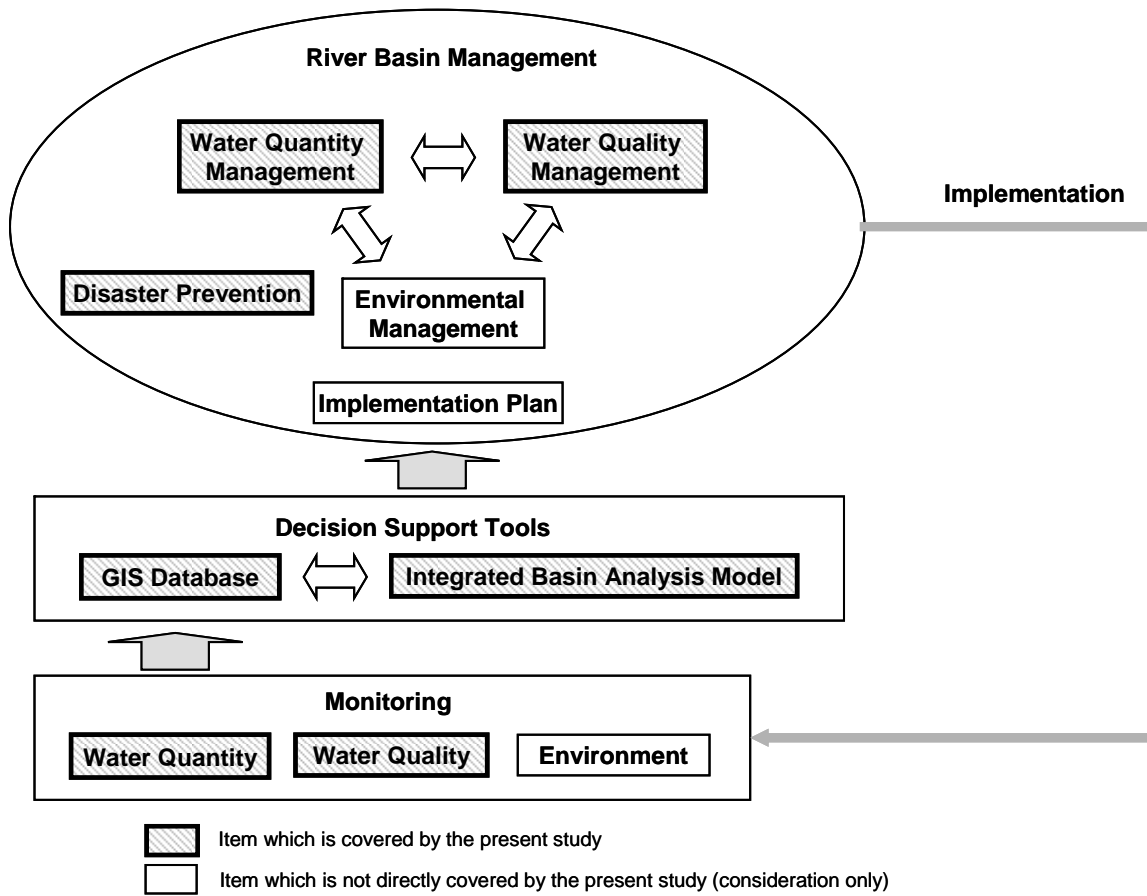 River Basin Management
Water Quantity
Management
Water Quality
Management
Implementation
Disaster Prevention
Environmental
Management
Implementation Plan
Decision Support Tools
GIS Database
Integrated Basin Analysis Model
Monitoring
Water Quantity
Water Quality
Environment
Item which is covered by the present study
Item which is not directly covered by the present study (consideration only)